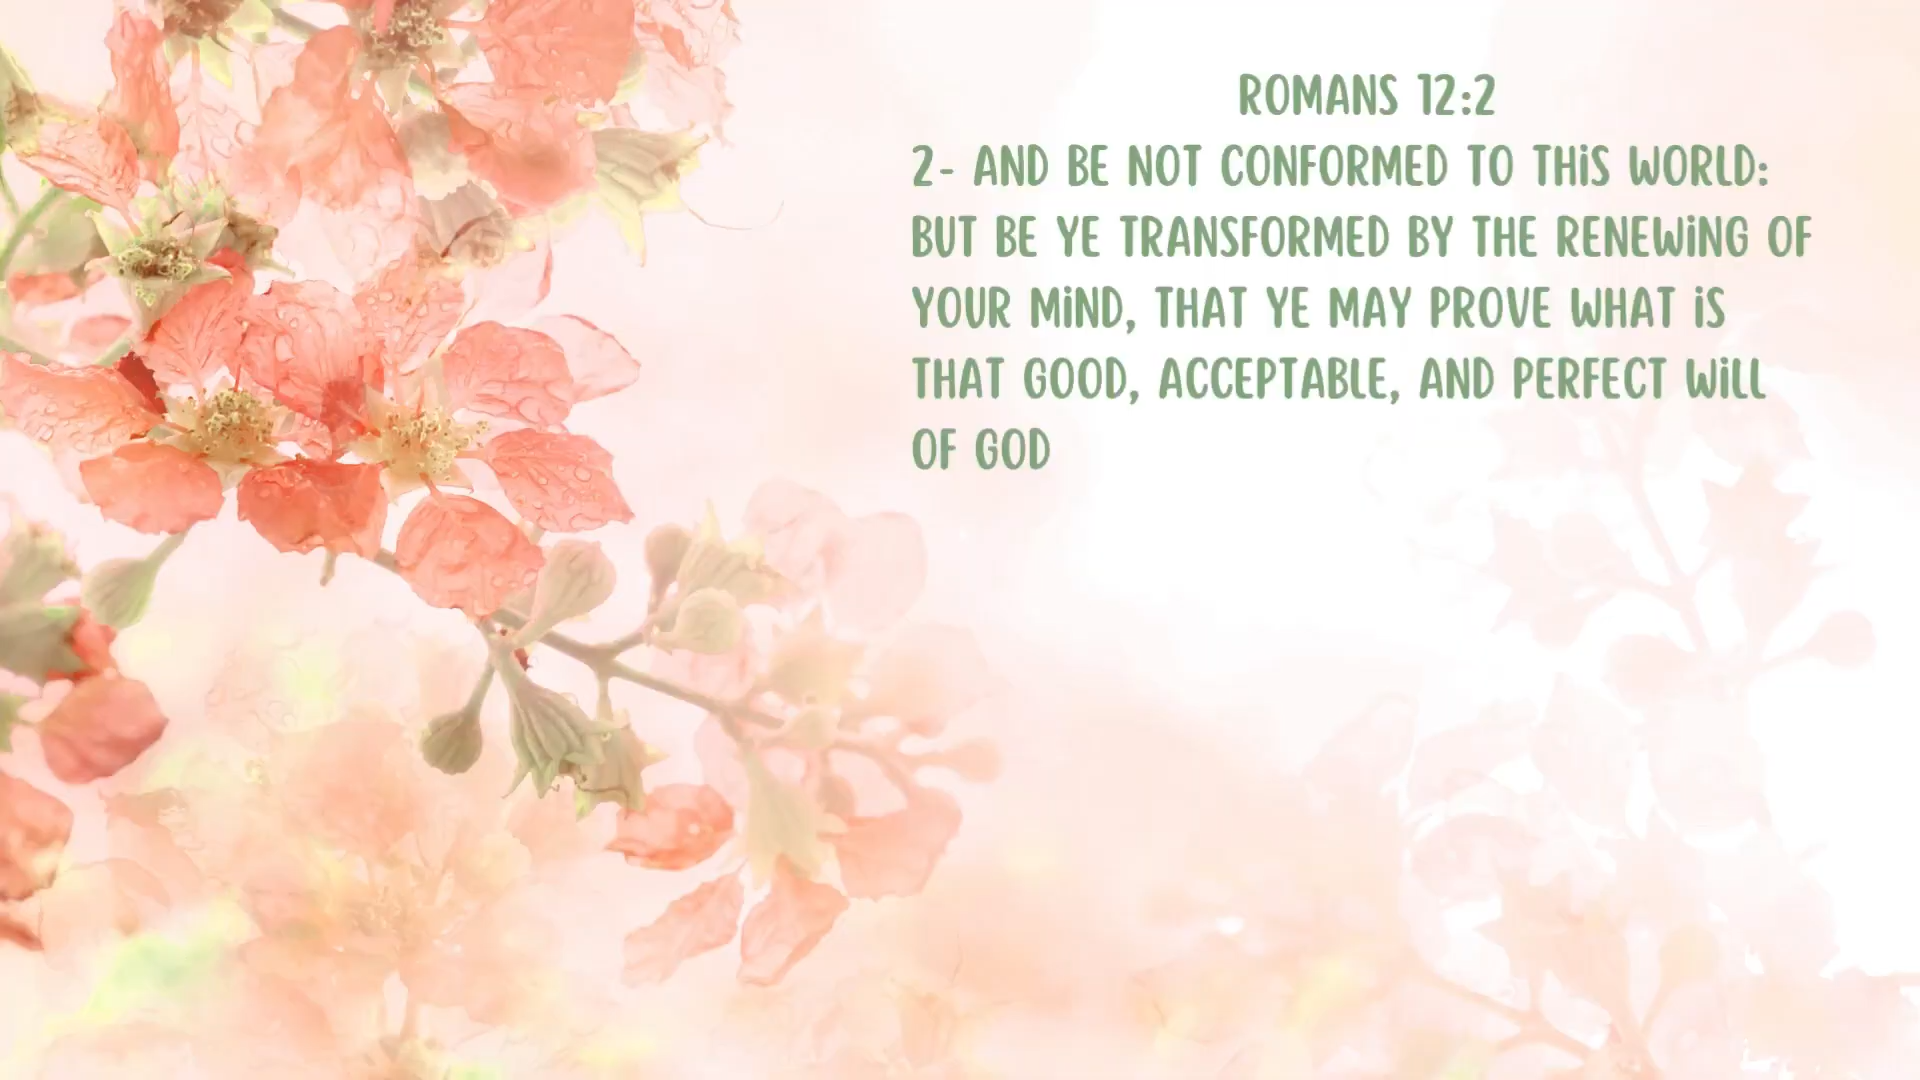 ROMANS 12:2
2- AND BE NOT CONFORMED TO THiS WORLD:
BUT BE YE TRANSFORMED BY THE RENEWiNG OF
YOUR MiND, THAT YE MAY PROVE WHAT iS
THAT GOOD, ACCEPTABLE, AND PERFECT WiLL
OF GOD